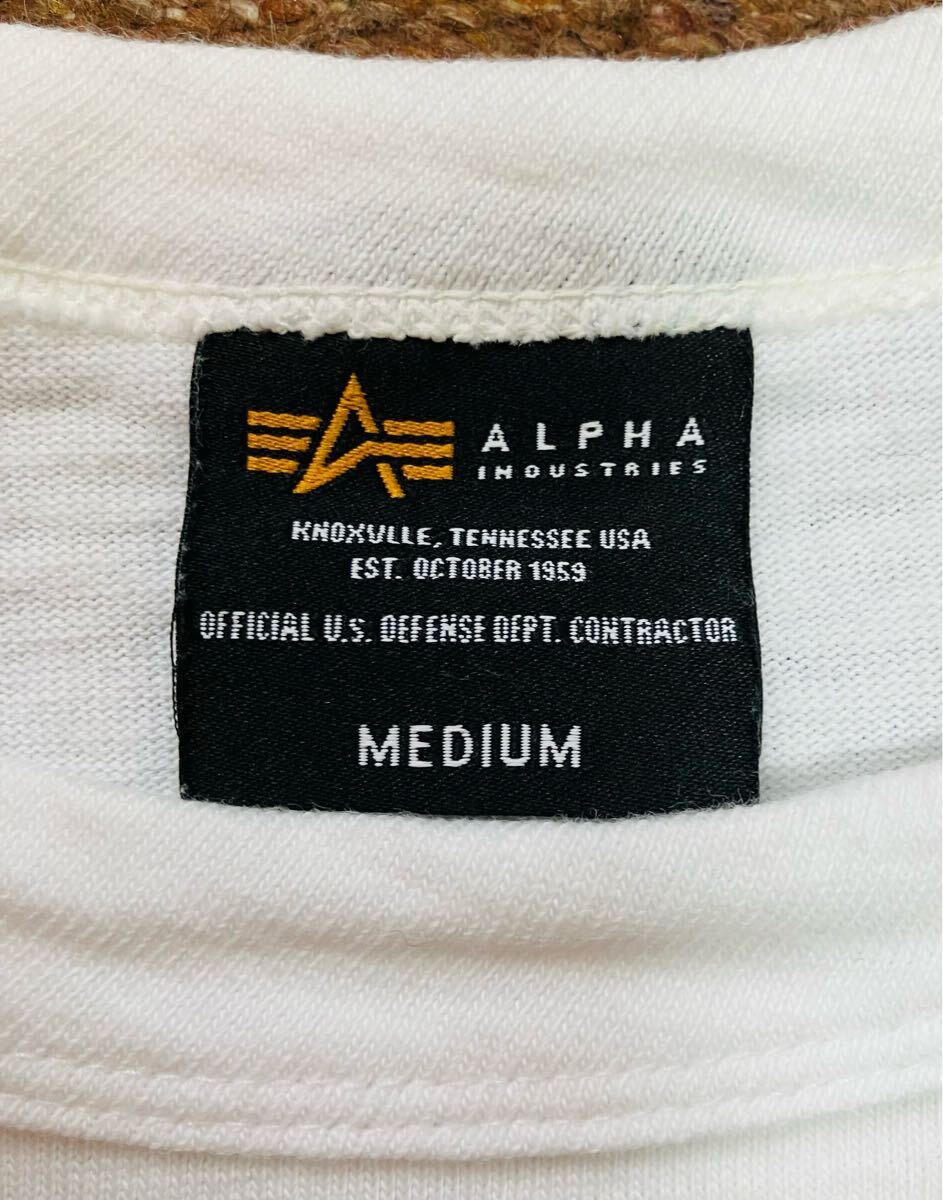 ALPHA
INDUSTRIES
KNOXVLLE, TENNESSEE USA
EST. OCTOBER 1959
OFFICIAL U.S. DEFENSE DEPT. CONTRACTOR
MEDIUM